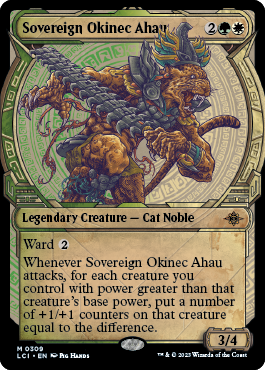 Sovereign Okinec Ahau 2
Legendary Creature — Cat Noble
Ward 2
Whenever Sovereign Okinec Ahau
attacks, for each creature you
control with power greater than that
creature's base power, put a number
of +1/+1 counters on that creature
equal to the difference.
3/4
M 0309
LCI • EN Pig Hands
™ & © 2023 Wizards of the Coast